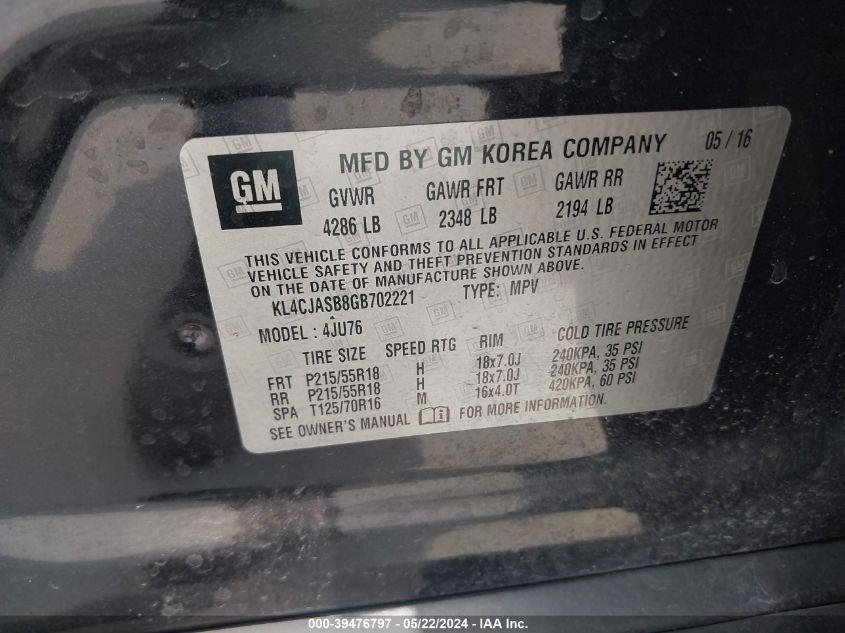 GM
MFD BY GM KOREA COMPANY 05 / 16
GVWR GAWR FRT GAWR RR
4286 LB 2348 LB 2194 LB
THIS VEHICLE CONFORMS TO ALL APPLICABLE U.S. FEDERAL MOTOR
VEHICLE SAFETY AND THEFT PREVENTION STANDARDS IN EFFECT
ON THE DATE OF MANUFACTURE SHOWN ABOVE.
KL4CJASB8GB702221 TYPE: MPV
MODEL : 4JU76
TIRE SIZE SPEED RTG RIM COLD TIRE PRESSURE
FRT P215/55R18 H 18x7.0J 240KPA, 35 PSI
RR P215/55R18 H 18x7.0J 240KPA, 35 PSI
SPA T125/70R16 M 16x4.0T 420KPA, 60 PSI
SEE OWNER'S MANUAL FOR MORE INFORMATION.
000-39476797 - 05/22/2024 - IAA Inc.